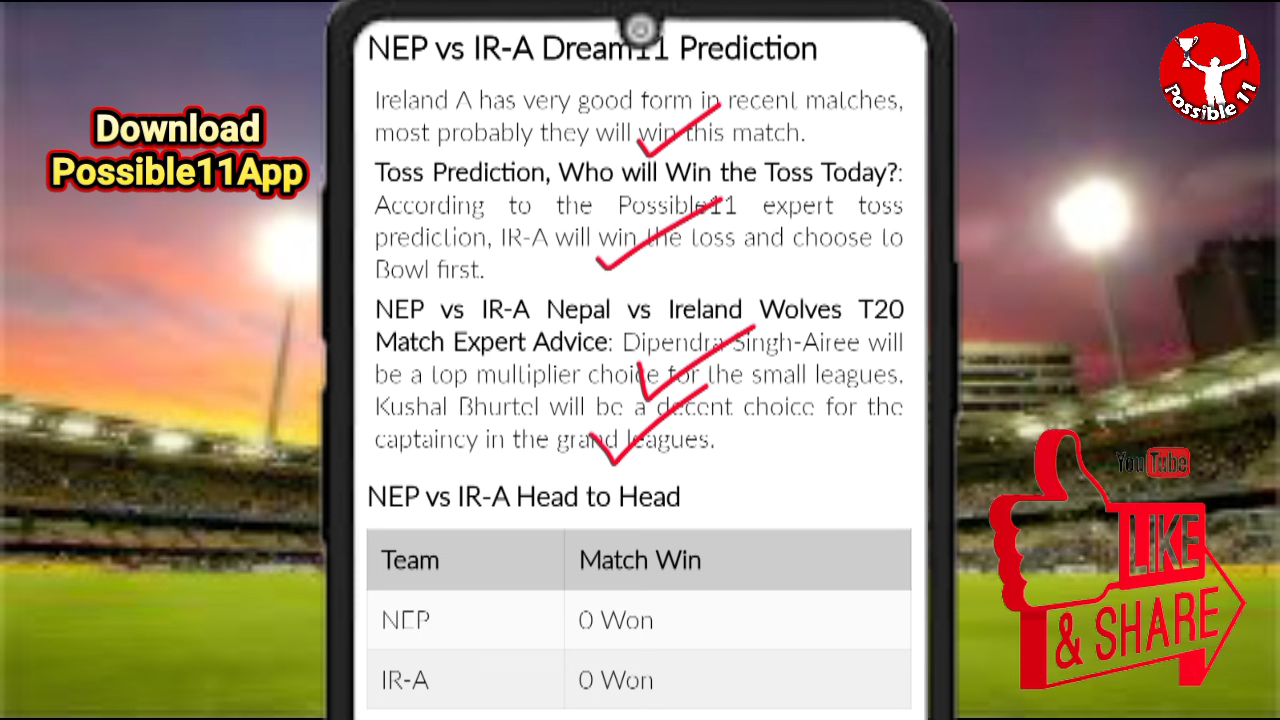 NEP vs IR-A Dream11 Prediction
Ireland A has very good form in recent matches,
most probably they will win this match.
Toss Prediction, Who will Win the Toss Today?:
According to the Possible11 expert toss
prediction, IR-A will win the toss and choose to
Bowl first.
NEP vs IR-A Nepal vs Ireland Wolves T20
Match Expert Advice: Dipendra Singh-Airee will
be a top multiplier choice for the small leagues.
Kushal Bhurtel will be a decent choice for the
captaincy in the grand leagues.
NEP vs IR-A Head to Head
Team Match Win
NEP 0 Won
IR-A 0 Won
Download
Possible11App
Possible 11
YouTube
LIKE
& SHARE